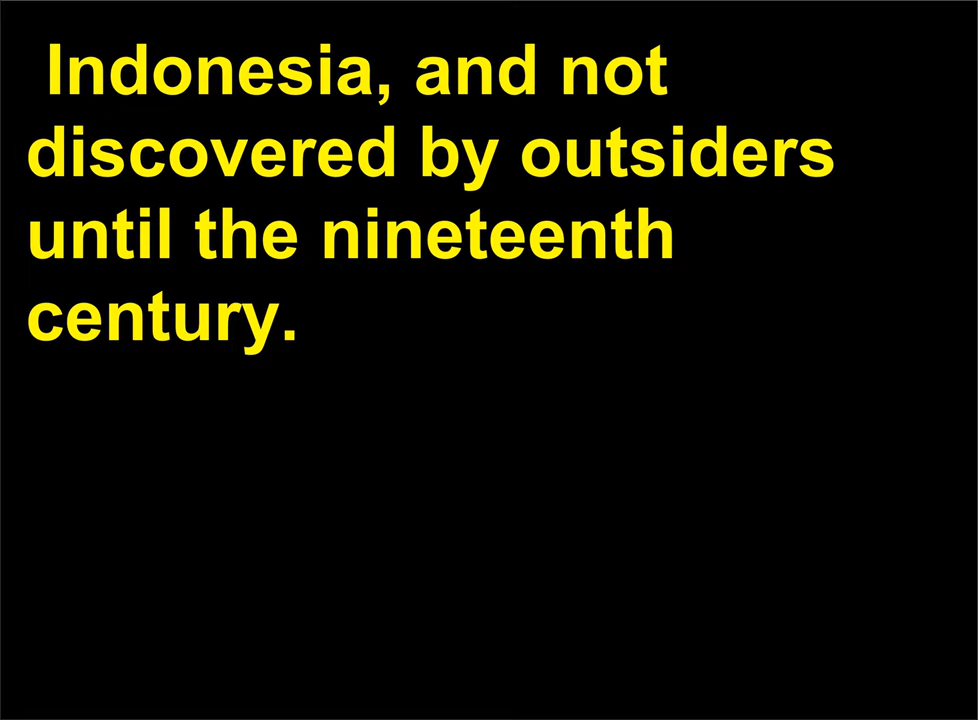 Indonesia, and not
discovered by outsiders
until the nineteenth
century.